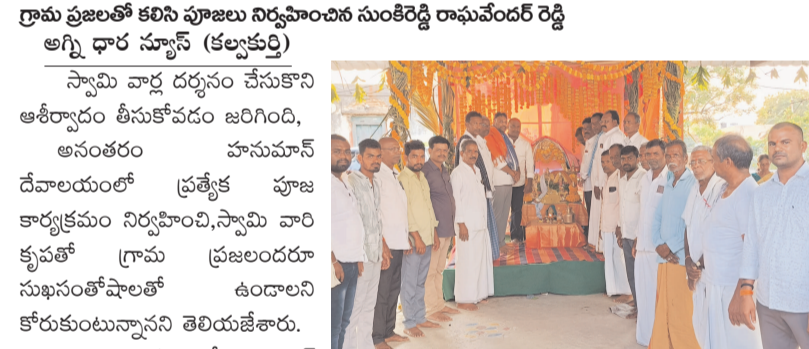 గ్రామ ప్రజలతో కలిసి పూజలు నిర్వహించిన సుంకిరెడ్డి రాఘవేందర్ రెడ్డి
అగ్ని ధార న్యూస్ (కల్వకుర్తి)
స్వామి వార్ల దర్శనం చేసుకొని
ఆశీర్వాదం తీసుకోవడం జరిగింది,
అనంతరం హనుమాన్
దేవాలయంలో ప్రత్యేక పూజ
కార్యక్రమం నిర్వహించి,స్వామి వారి
కృపతో గ్రామ ప్రజలందరూ
సుఖసంతోషాలతో ఉండాలని
కోరుకుంటున్నానని తెలియజేశారు.